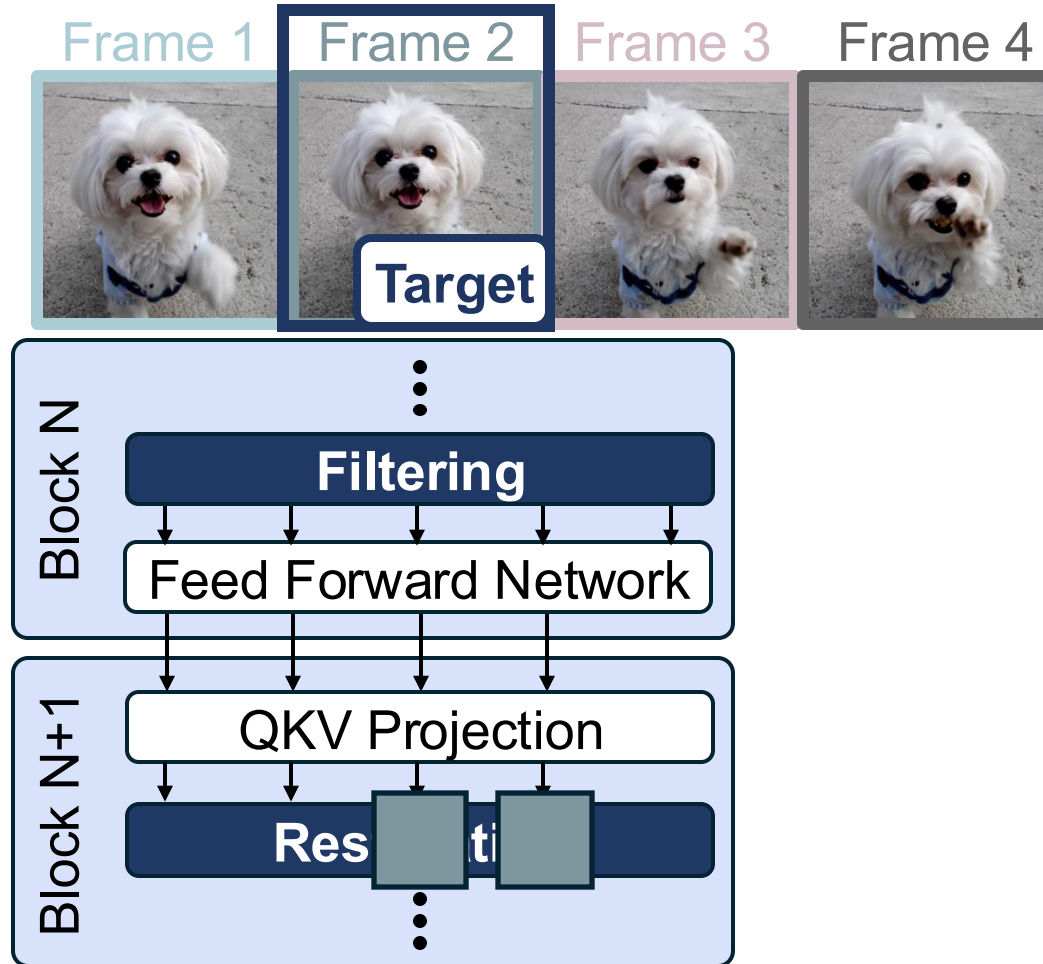 Frame 1
Frame 2
Frame 3
Frame 4
Target
Block N
Filtering
Feed Forward Network
Block N+1
QKV Projection